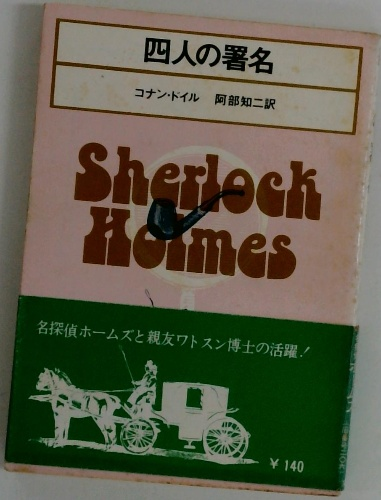 四人の署名
コナン・ドイル 阿部知二訳
Sherlock
Holmes
名探偵ホームズと親友ワトスン博士の活躍!
¥140